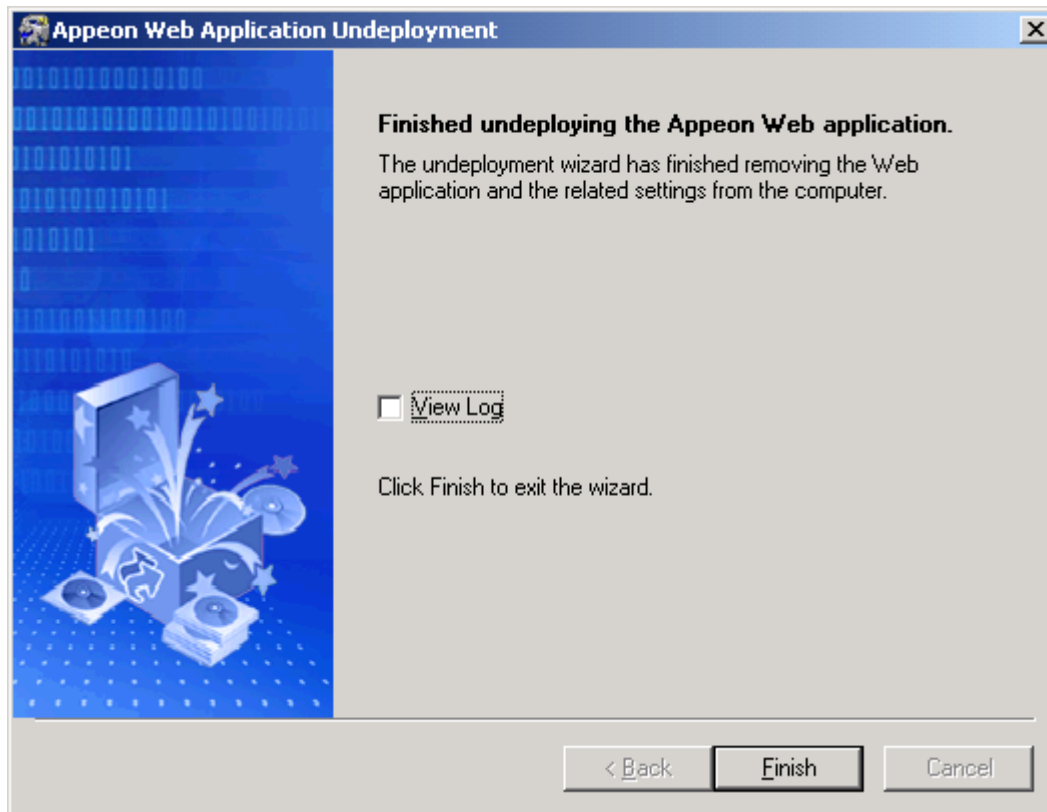 Appeon Web Application Undeployment
Finished undeploying the Appeon Web application.
The undeployment wizard has finished removing the Web
application and the related settings from the computer.
View Log
Click Finish to exit the wizard.
< Back
Finish
Cancel